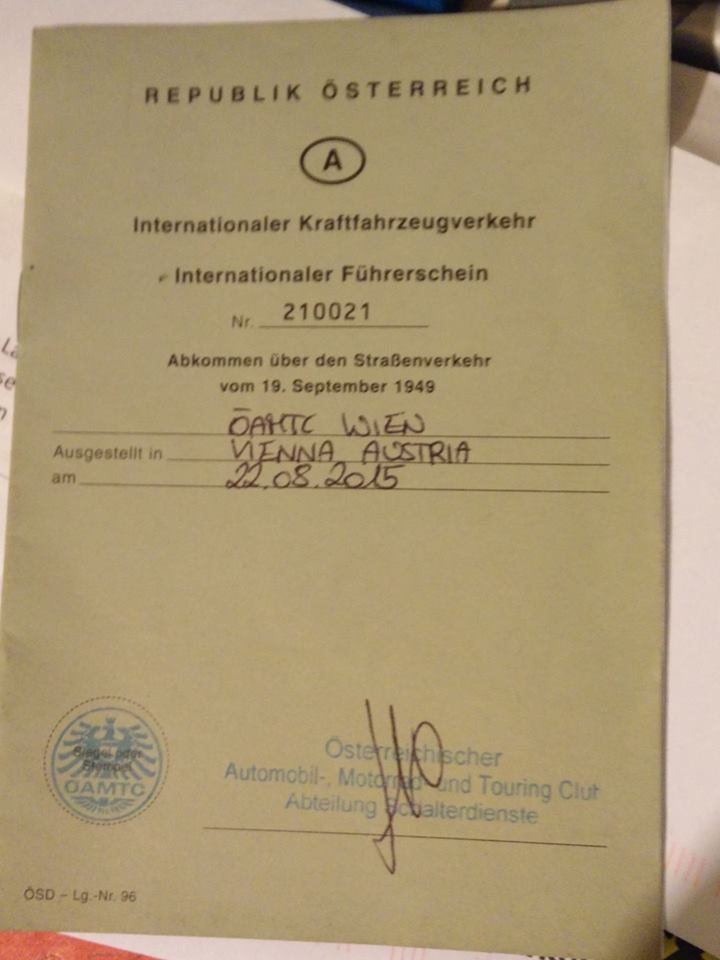 REPUBLIK ÖSTERREICH
A
Internationaler Kraftfahrzeugverkehr
Internationaler Führerschein
Nr. 210021
Abkommen über den Straßenverkehr
vom 19. September 1949
ÖAMTC WIEN
Ausgestellt in VIENNA AUSTRIA
am 22.08.2015
Siegel oder
Stempel
ÖAMTC
Österreichischer
Automobil-, Motorrad- und Touring Club
Abteilung Schalterdienste
ÖSD – Lg.-Nr. 96